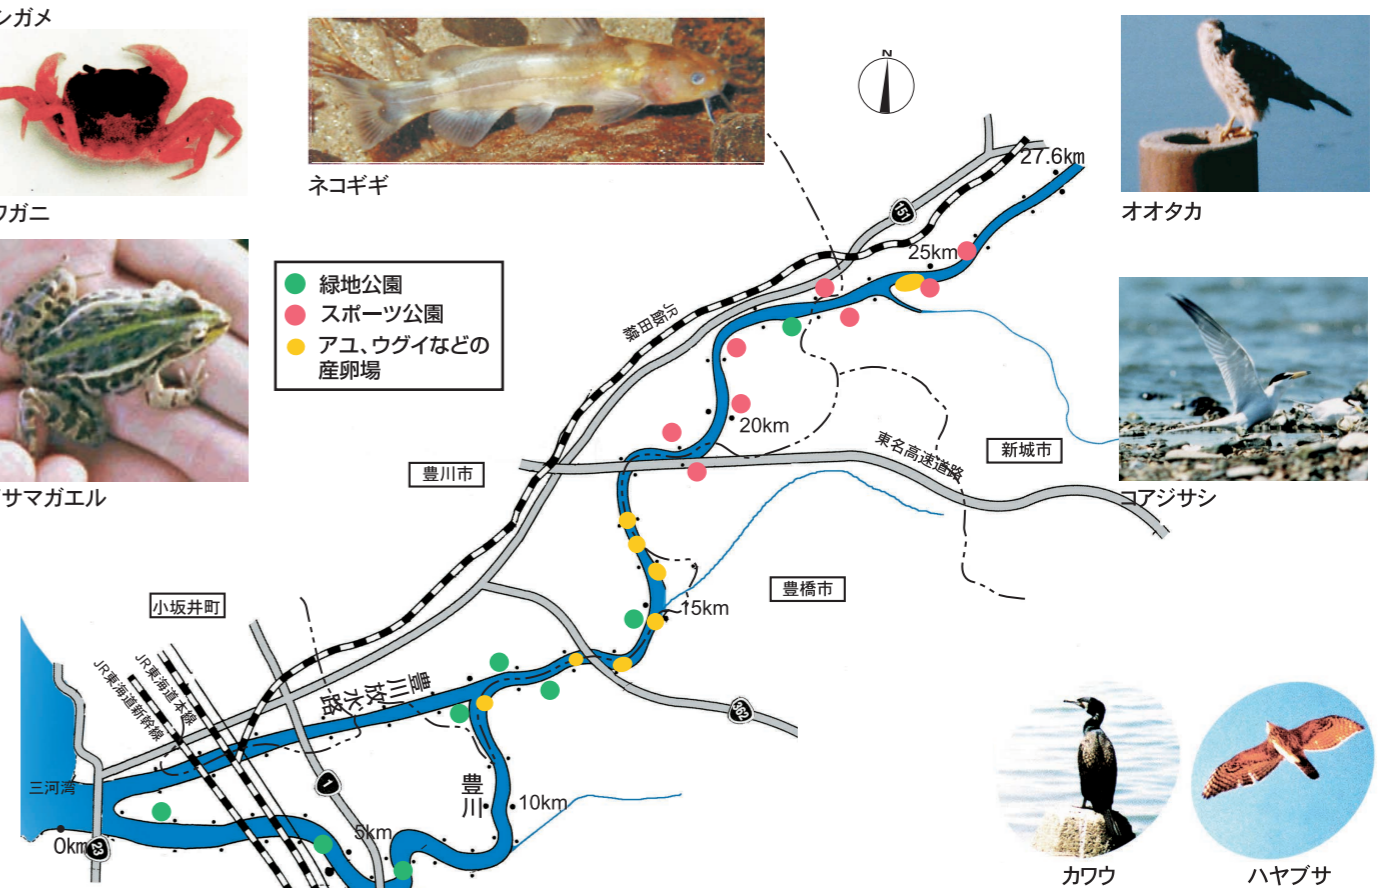 シガメ
ワガニ
サマガエル
ネコギギ
N
オオタカ
コアジサシ
カワウ
ハヤブサ
緑地公園
スポーツ公園
アユ、ウグイなどの
産卵場
27.6km
151
25km
JR飯田線
20km
東名高速道路
新城市
豊川市
豊橋市
15km
小坂井町
JR東海道本線
JR東海道新幹線
豊川放水路
362
三河湾
1
豊川
10km
5km
0km
23